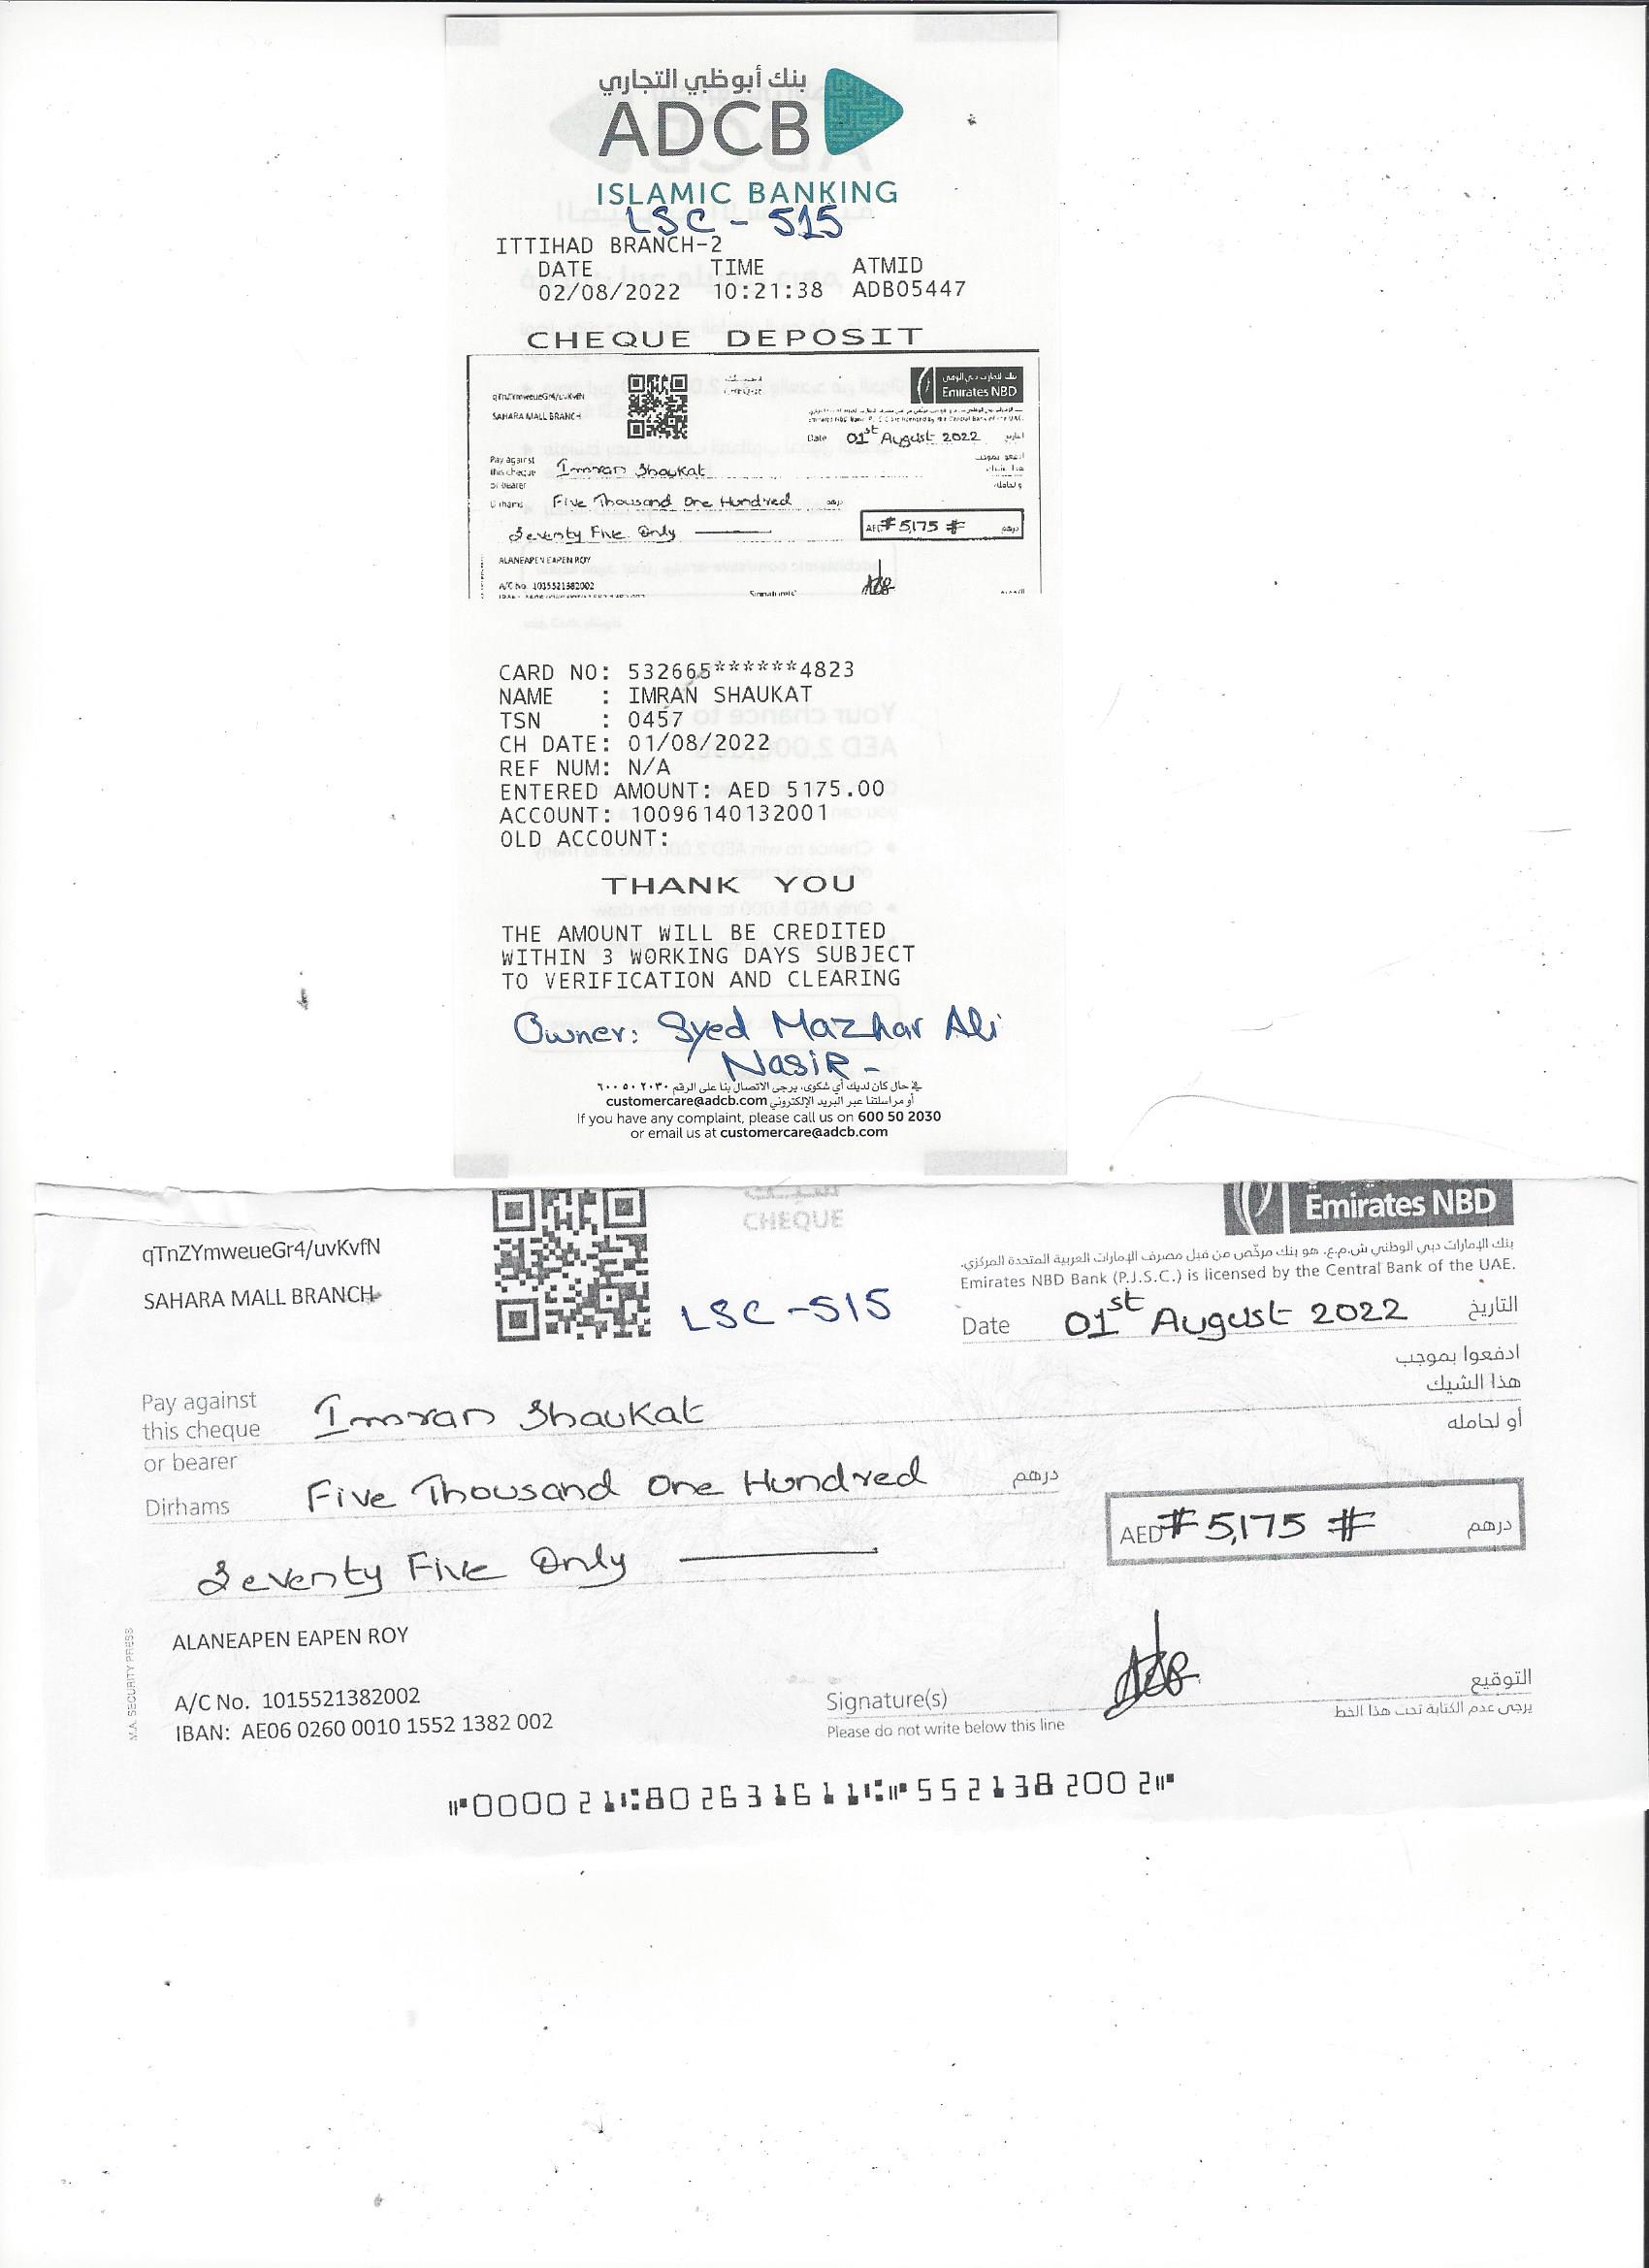 بنك أبوظبي التجاري
ADCB
ISLAMIC BANKING
LSC - 515
ITTIHAD BRANCH-2
DATE TIME ATMID
02/08/2022 10:21:38 ADB05447
CHEQUE DEPOSIT
Emirates NBD
SAHARA MALL BRANCH
Date 01st August 2022
Pay against
this cheque Imran Shaukat
or bearer
Dirhams Five Thousand One Hundred درهم
Seventy Five Only AED # 5,175 # درهم
ALANEAPEN EAPEN ROY
A/C No. 1015521382002
Signature(s)
CARD NO: 532665******4823
NAME : IMRAN SHAUKAT
TSN : 0457
CH DATE: 01/08/2022
REF NUM: N/A
ENTERED AMOUNT: AED 5175.00
ACCOUNT: 10096140132001
OLD ACCOUNT:
THANK YOU
THE AMOUNT WILL BE CREDITED
WITHIN 3 WORKING DAYS SUBJECT
TO VERIFICATION AND CLEARING
Owner: Syed Mazhar Ali
Nasir -
في حال كان لديك أي شكوى، يرجى الاتصال بنا على الرقم ٦٠٠ ٥٠ ٢٠٣٠
أو مراسلتنا عبر البريد الإلكتروني customercare@adcb.com
If you have any complaint, please call us on 600 50 2030
or email us at customercare@adcb.com
CHEQUE
Emirates NBD
qTnZYmweueGr4/uvKvfN
بنك الإمارات دبي الوطني ش.م.ع. هو بنك مرخّص من قبل مصرف الإمارات العربية المتحدة المركزي.
Emirates NBD Bank (P.J.S.C.) is licensed by the Central Bank of the UAE.
SAHARA MALL BRANCH
LSC -515
Date 01st August 2022 التاريخ
ادفعوا بموجب
هذا الشيك
أو لحامله
Pay against
this cheque Imran Shaukat
or bearer
Dirhams Five Thousand One Hundred درهم
AED # 5,175 # درهم
Seventy Five Only
ALANEAPEN EAPEN ROY
M.A. SECURITY PRESS
A/C No. 1015521382002
IBAN: AE06 0260 0010 1552 1382 002
Signature(s) التوقيع
Please do not write below this line يرجى عدم الكتابة تحت هذا الخط
⑈000021⑆802631611⑆⑈5521382002⑈